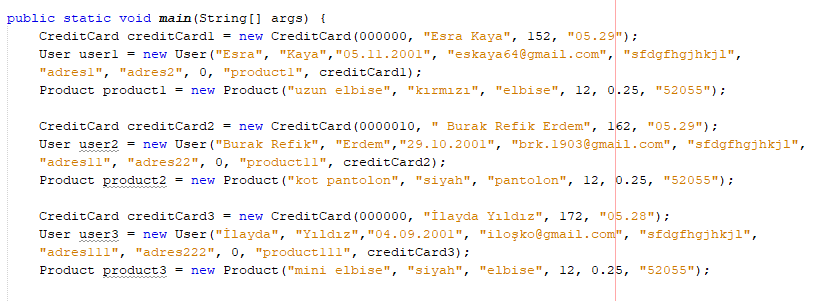 public static void main(String[] args) {
CreditCard creditCard1 = new CreditCard(000000, "Esra Kaya", 152, "05.29");
User user1 = new User("Esra", "Kaya","05.11.2001", "eskaya64@gmail.com", "sfdgfhgjhkjl",
"adres1", "adres2", 0, "product1", creditCard1);
Product product1 = new Product("uzun elbise", "kırmızı", "elbise", 12, 0.25, "52055");
CreditCard creditCard2 = new CreditCard(0000010, " Burak Refik Erdem", 162, "05.29");
User user2 = new User("Burak Refik", "Erdem","29.10.2001", "brk.1903@gmail.com", "sfdgfhgjhkjl",
"adres11", "adres22", 0, "product11", creditCard2);
Product product2 = new Product("kot pantolon", "siyah", "pantolon", 12, 0.25, "52055");
CreditCard creditCard3 = new CreditCard(000000, "İlayda Yıldız", 172, "05.28");
User user3 = new User("İlayda", "Yıldız","04.09.2001", "iloşko@gmail.com", "sfdgfhgjhkjl",
"adres111", "adres222", 0, "product111", creditCard3);
Product product3 = new Product("mini elbise", "siyah", "elbise", 12, 0.25, "52055");